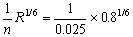 1/n R^{1/6} = 1/0.025 × 0.8^{1/6}